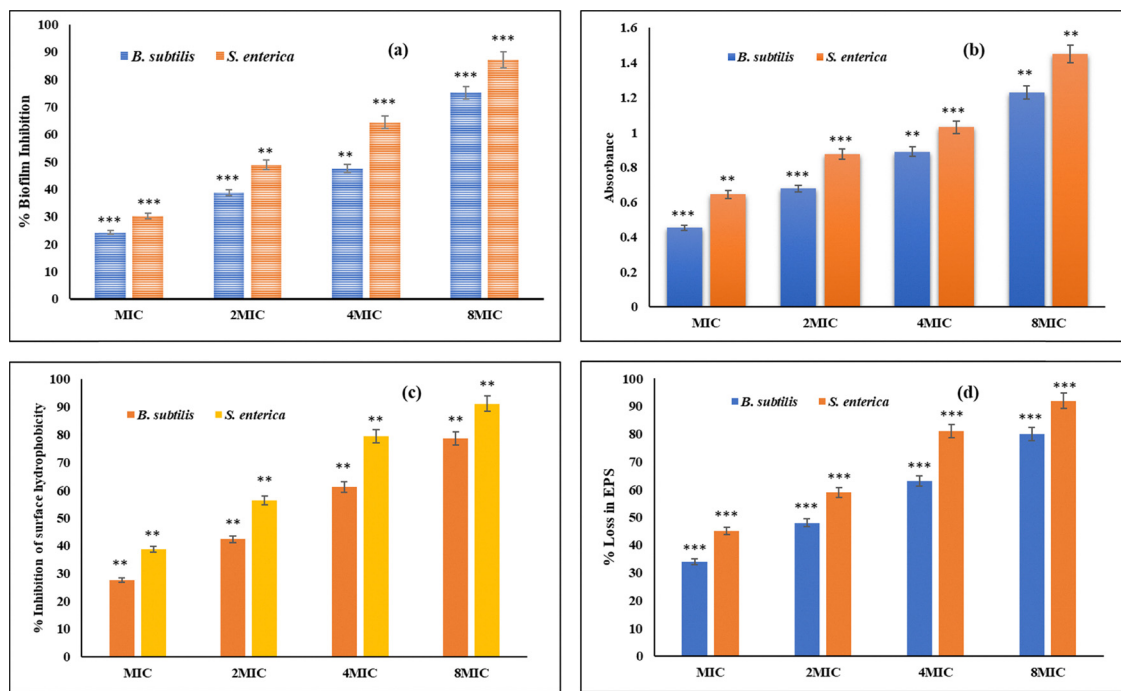 (a)
B. subtilis S. enterica
% Biofilm Inhibition
100
90
80
70
60
50
40
30
20
10
0
*** *** *** ** ** *** *** ***
MIC 2MIC 4MIC 8MIC
(b)
B. subtilis S. enterica
Absorbance
1.6
1.4
1.2
1
0.8
0.6
0.4
0.2
0
*** ** *** *** ** *** ** **
MIC 2MIC 4MIC 8MIC
(c)
B. subtilis S. enterica
% Inhibition of surface hydrophobicity
100
90
80
70
60
50
40
30
20
10
0
** ** ** ** ** ** ** **
MIC 2MIC 4MIC 8MIC
(d)
B. subtilis S. enterica
% Loss in EPS
100
90
80
70
60
50
40
30
20
10
0
*** *** *** *** *** *** *** ***
MIC 2MIC 4MIC 8MIC